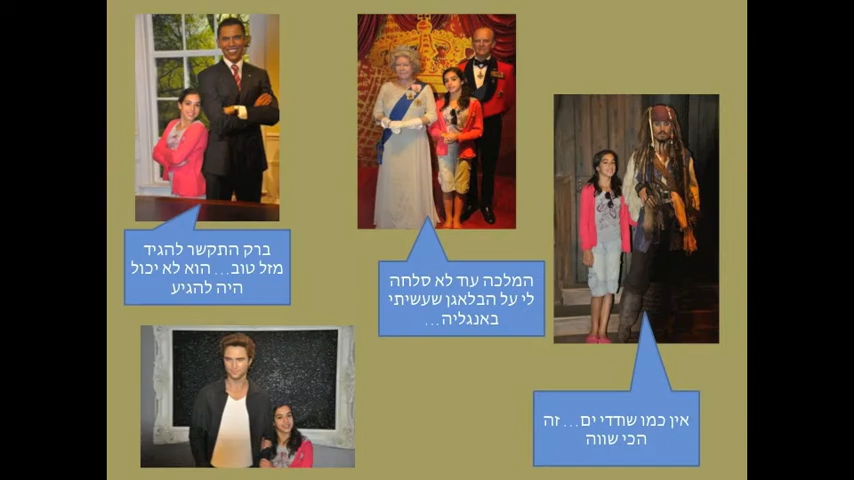 ברק התקשר להגיד
מזל טוב... הוא לא יכול
היה להגיע
המלכה עוד לא סלחה
לי על הבלאגן שעשיתי
באנגליה...
אין כמו שודדי ים... זה
הכי שווה